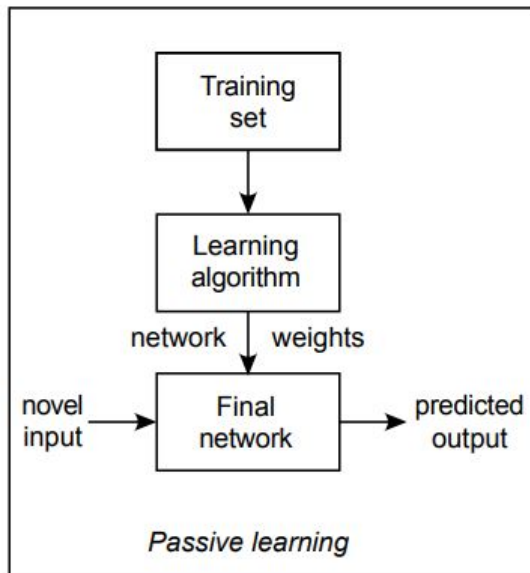 Training
set
Learning
algorithm
network weights
novel
input
Final
network
predicted
output
Passive learning